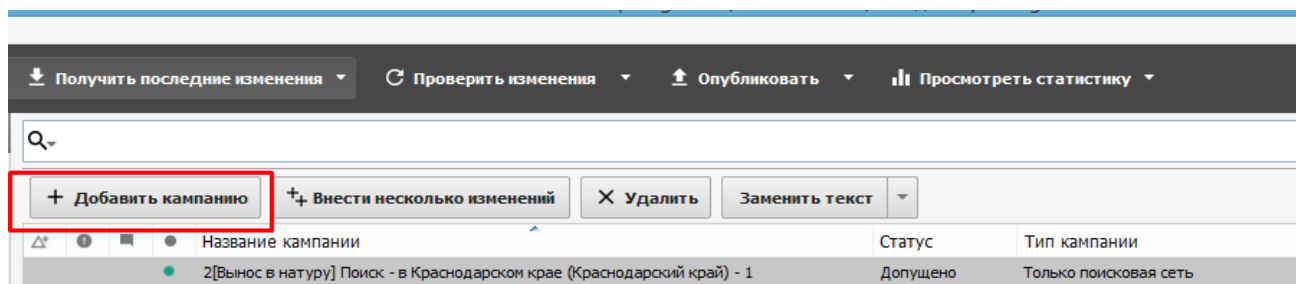 Получить последние изменения Проверить изменения Опубликовать Просмотреть статистику
+ Добавить кампанию Внести несколько изменений Удалить Заменить текст
Название кампании Статус Тип кампании
2[Вынос в натуру] Поиск - в Краснодарском крае (Краснодарский край) - 1 Допущено Только поисковая сеть